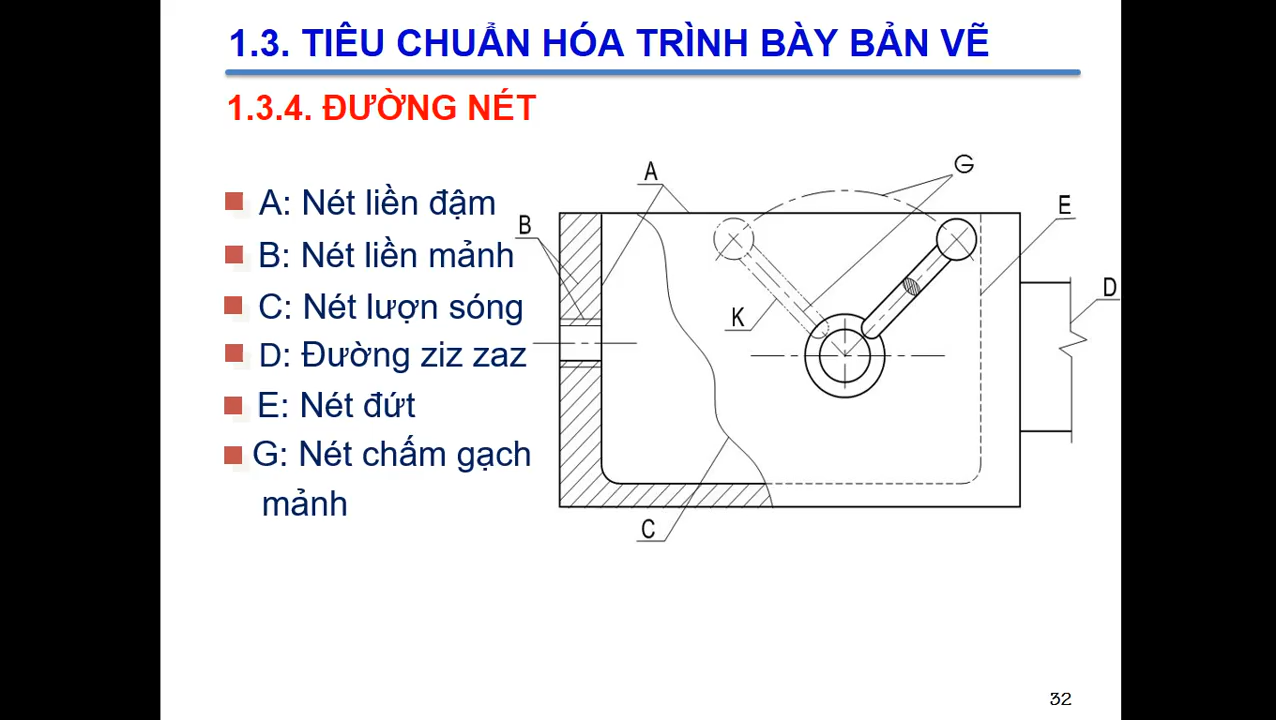 1.3. TIÊU CHUẨN HÓA TRÌNH BÀY BẢN VẼ
1.3.4. ĐƯỜNG NÉT
A: Nét liền đậm
B: Nét liền mảnh
C: Nét lượn sóng
D: Đường ziz zaz
E: Nét đứt
G: Nét chấm gạch
mảnh
A
G
B
E
D
K
C
32